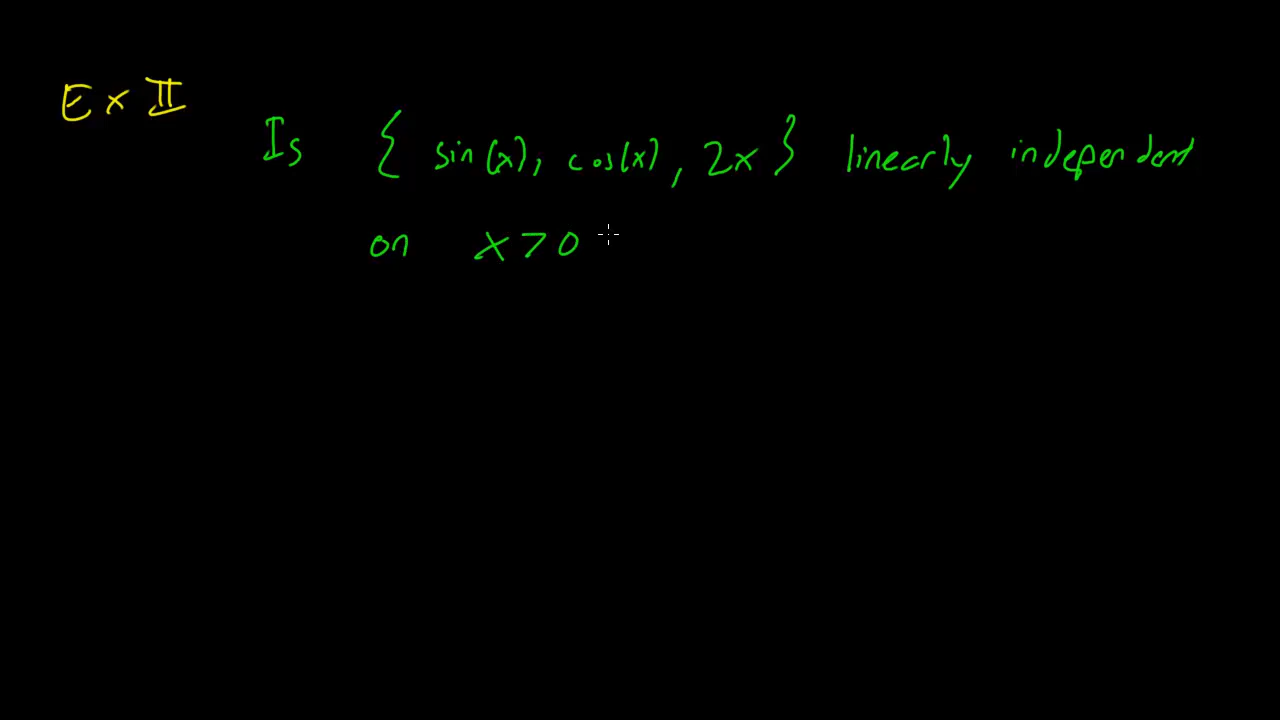 Ex II
Is { sin(x), cos(x), 2x } linearly independent
on x > 0